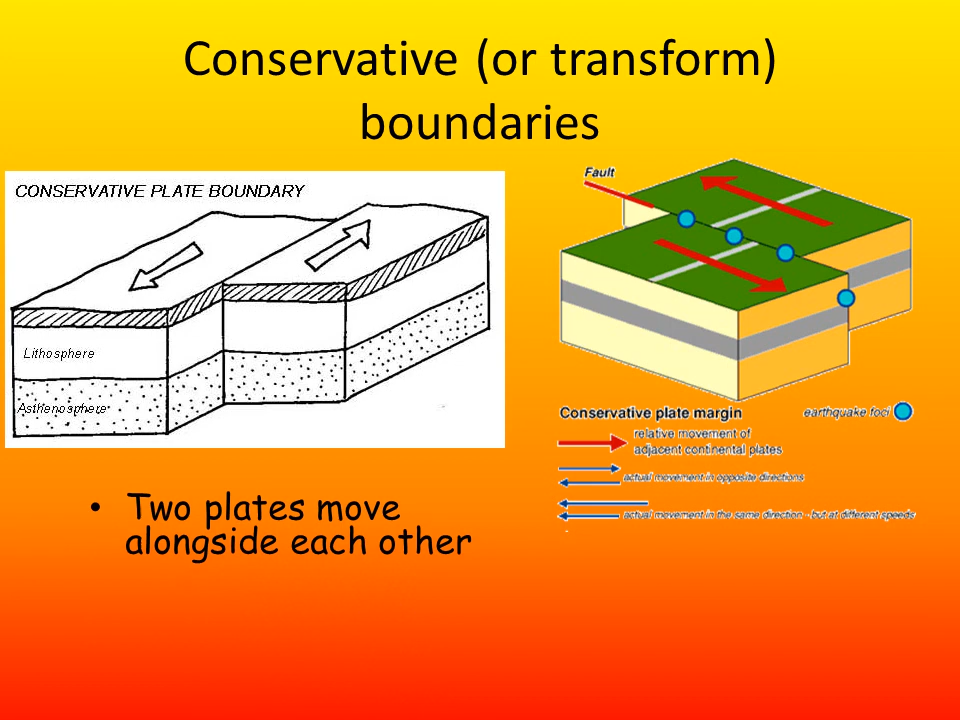 Conservative (or transform)
boundaries
CONSERVATIVE PLATE BOUNDARY
Lithosphere
Asthenosphere
Fault
Conservative plate margin
earthquake foci
relative movement of
adjacent continental plates
actual movement in opposite directions
actual movement in the same direction - but at different speeds
• Two plates move
alongside each other